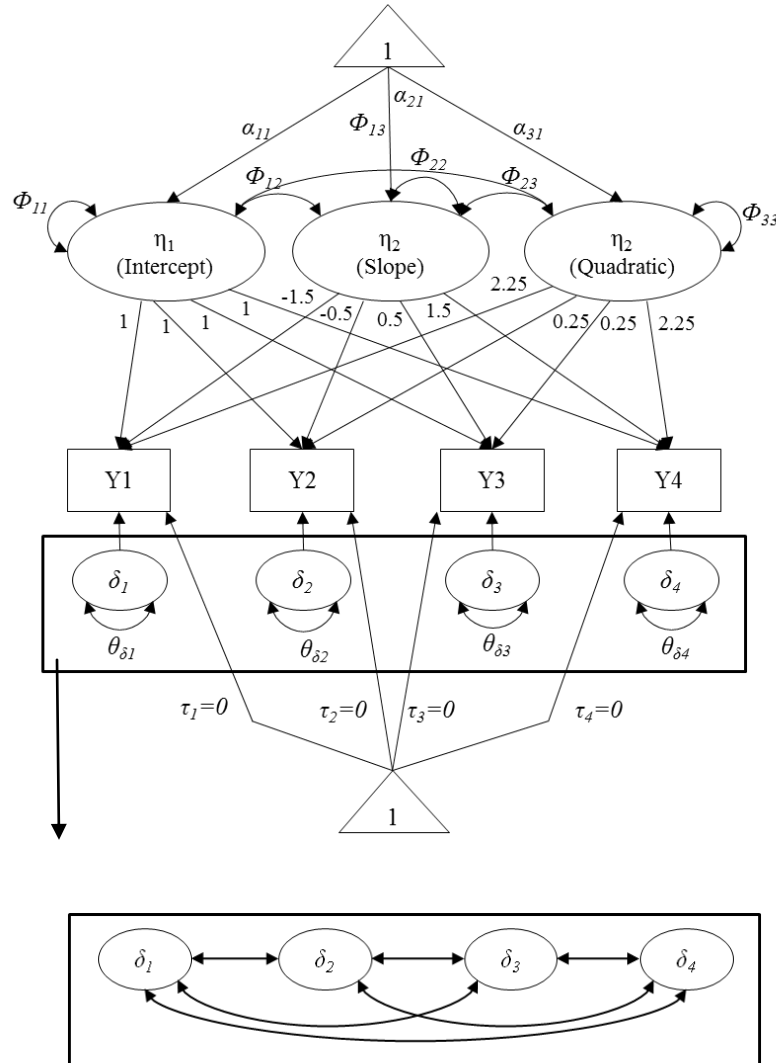 1
α21
α11
Φ13
α31
Φ12
Φ22
Φ23
Φ11
Φ33
η1
(Intercept)
η2
(Slope)
η2
(Quadratic)
1
1
1
1
-1.5
-0.5
0.5
1.5
2.25
0.25
0.25
2.25
Y1
Y2
Y3
Y4
δ1
δ2
δ3
δ4
θδ1
θδ2
θδ3
θδ4
τ1=0
τ2=0
τ3=0
τ4=0
1
δ1
δ2
δ3
δ4